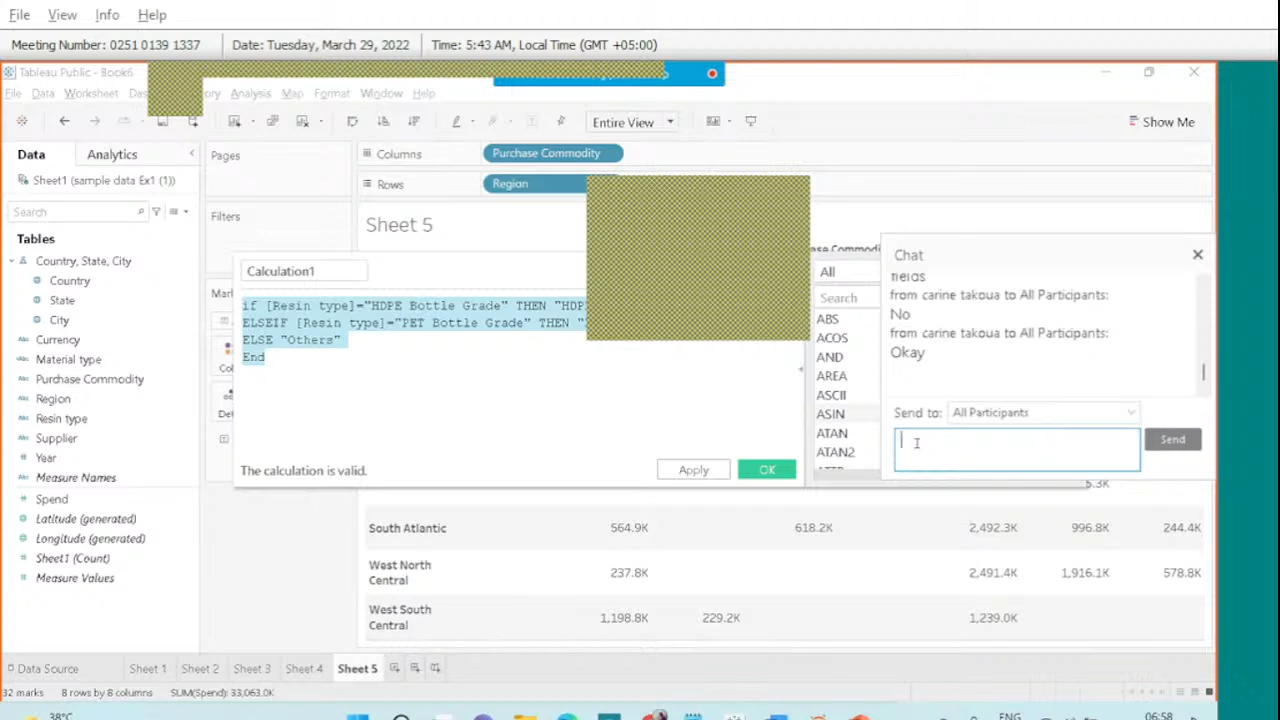 File View Info Help
Meeting Number: 0251 0139 1337 Date: Tuesday, March 29, 2022 Time: 5:43 AM, Local Time (GMT +05:00)
Tableau Public - Book6
File Data Worksheet Das ory Analysis Map Format Window Help
Entire View Show Me
Data Analytics Pages Columns Purchase Commodity
Sheet1 (sample data Ex1 (1)) Rows Region
Search Filters Sheet 5
Tables
Country, State, City
Country
State
City
Currency
Material type
Purchase Commodity
Region
Resin type
Supplier
Year
Measure Names
Spend
Latitude (generated)
Longitude (generated)
Sheet1 (Count)
Measure Values
Calculation1
if [Resin type]="HDPE Bottle Grade" THEN "HDP
ELSEIF [Resin type]="PET Bottle Grade" THEN "
ELSE "Others"
End
The calculation is valid. Apply OK
All
Search
ABS
ACOS
AND
AREA
ASCII
ASIN
ATAN
ATAN2
Chat
fields
from carine takoua to All Participants:
No
from carine takoua to All Participants:
Okay
Send to: All Participants
Send
South Atlantic 564.9K 618.2K 2,492.3K 996.8K 244.4K
West North Central 237.8K 2,491.4K 1,916.1K 578.8K
West South Central 1,198.8K 229.2K 1,239.0K
Data Source Sheet 1 Sheet 2 Sheet 3 Sheet 4 Sheet 5
32 marks 8 rows by 8 columns SUM(Spend): 33,063.0K
38°C ENG 06:58